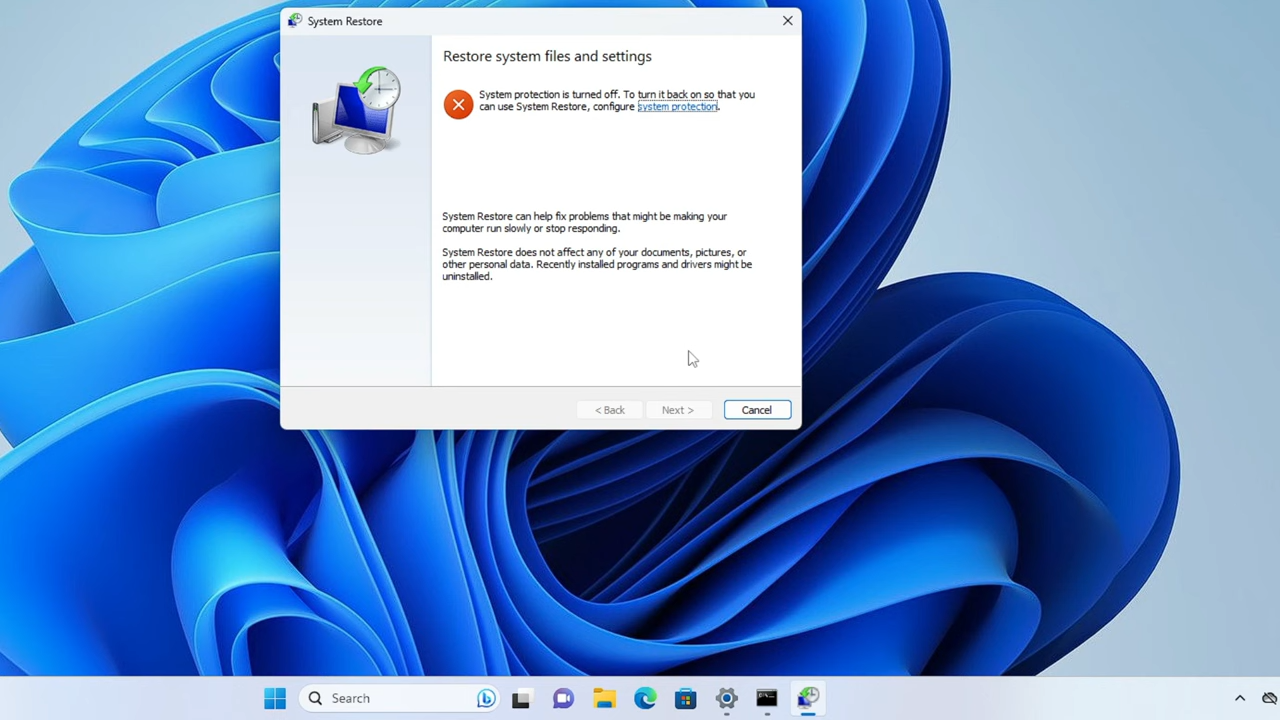 System Restore
Restore system files and settings
System protection is turned off. To turn it back on so that you
can use System Restore, configure system protection.
System Restore can help fix problems that might be making your
computer run slowly or stop responding.
System Restore does not affect any of your documents, pictures, or
other personal data. Recently installed programs and drivers might be
uninstalled.
< Back Next > Cancel
Search